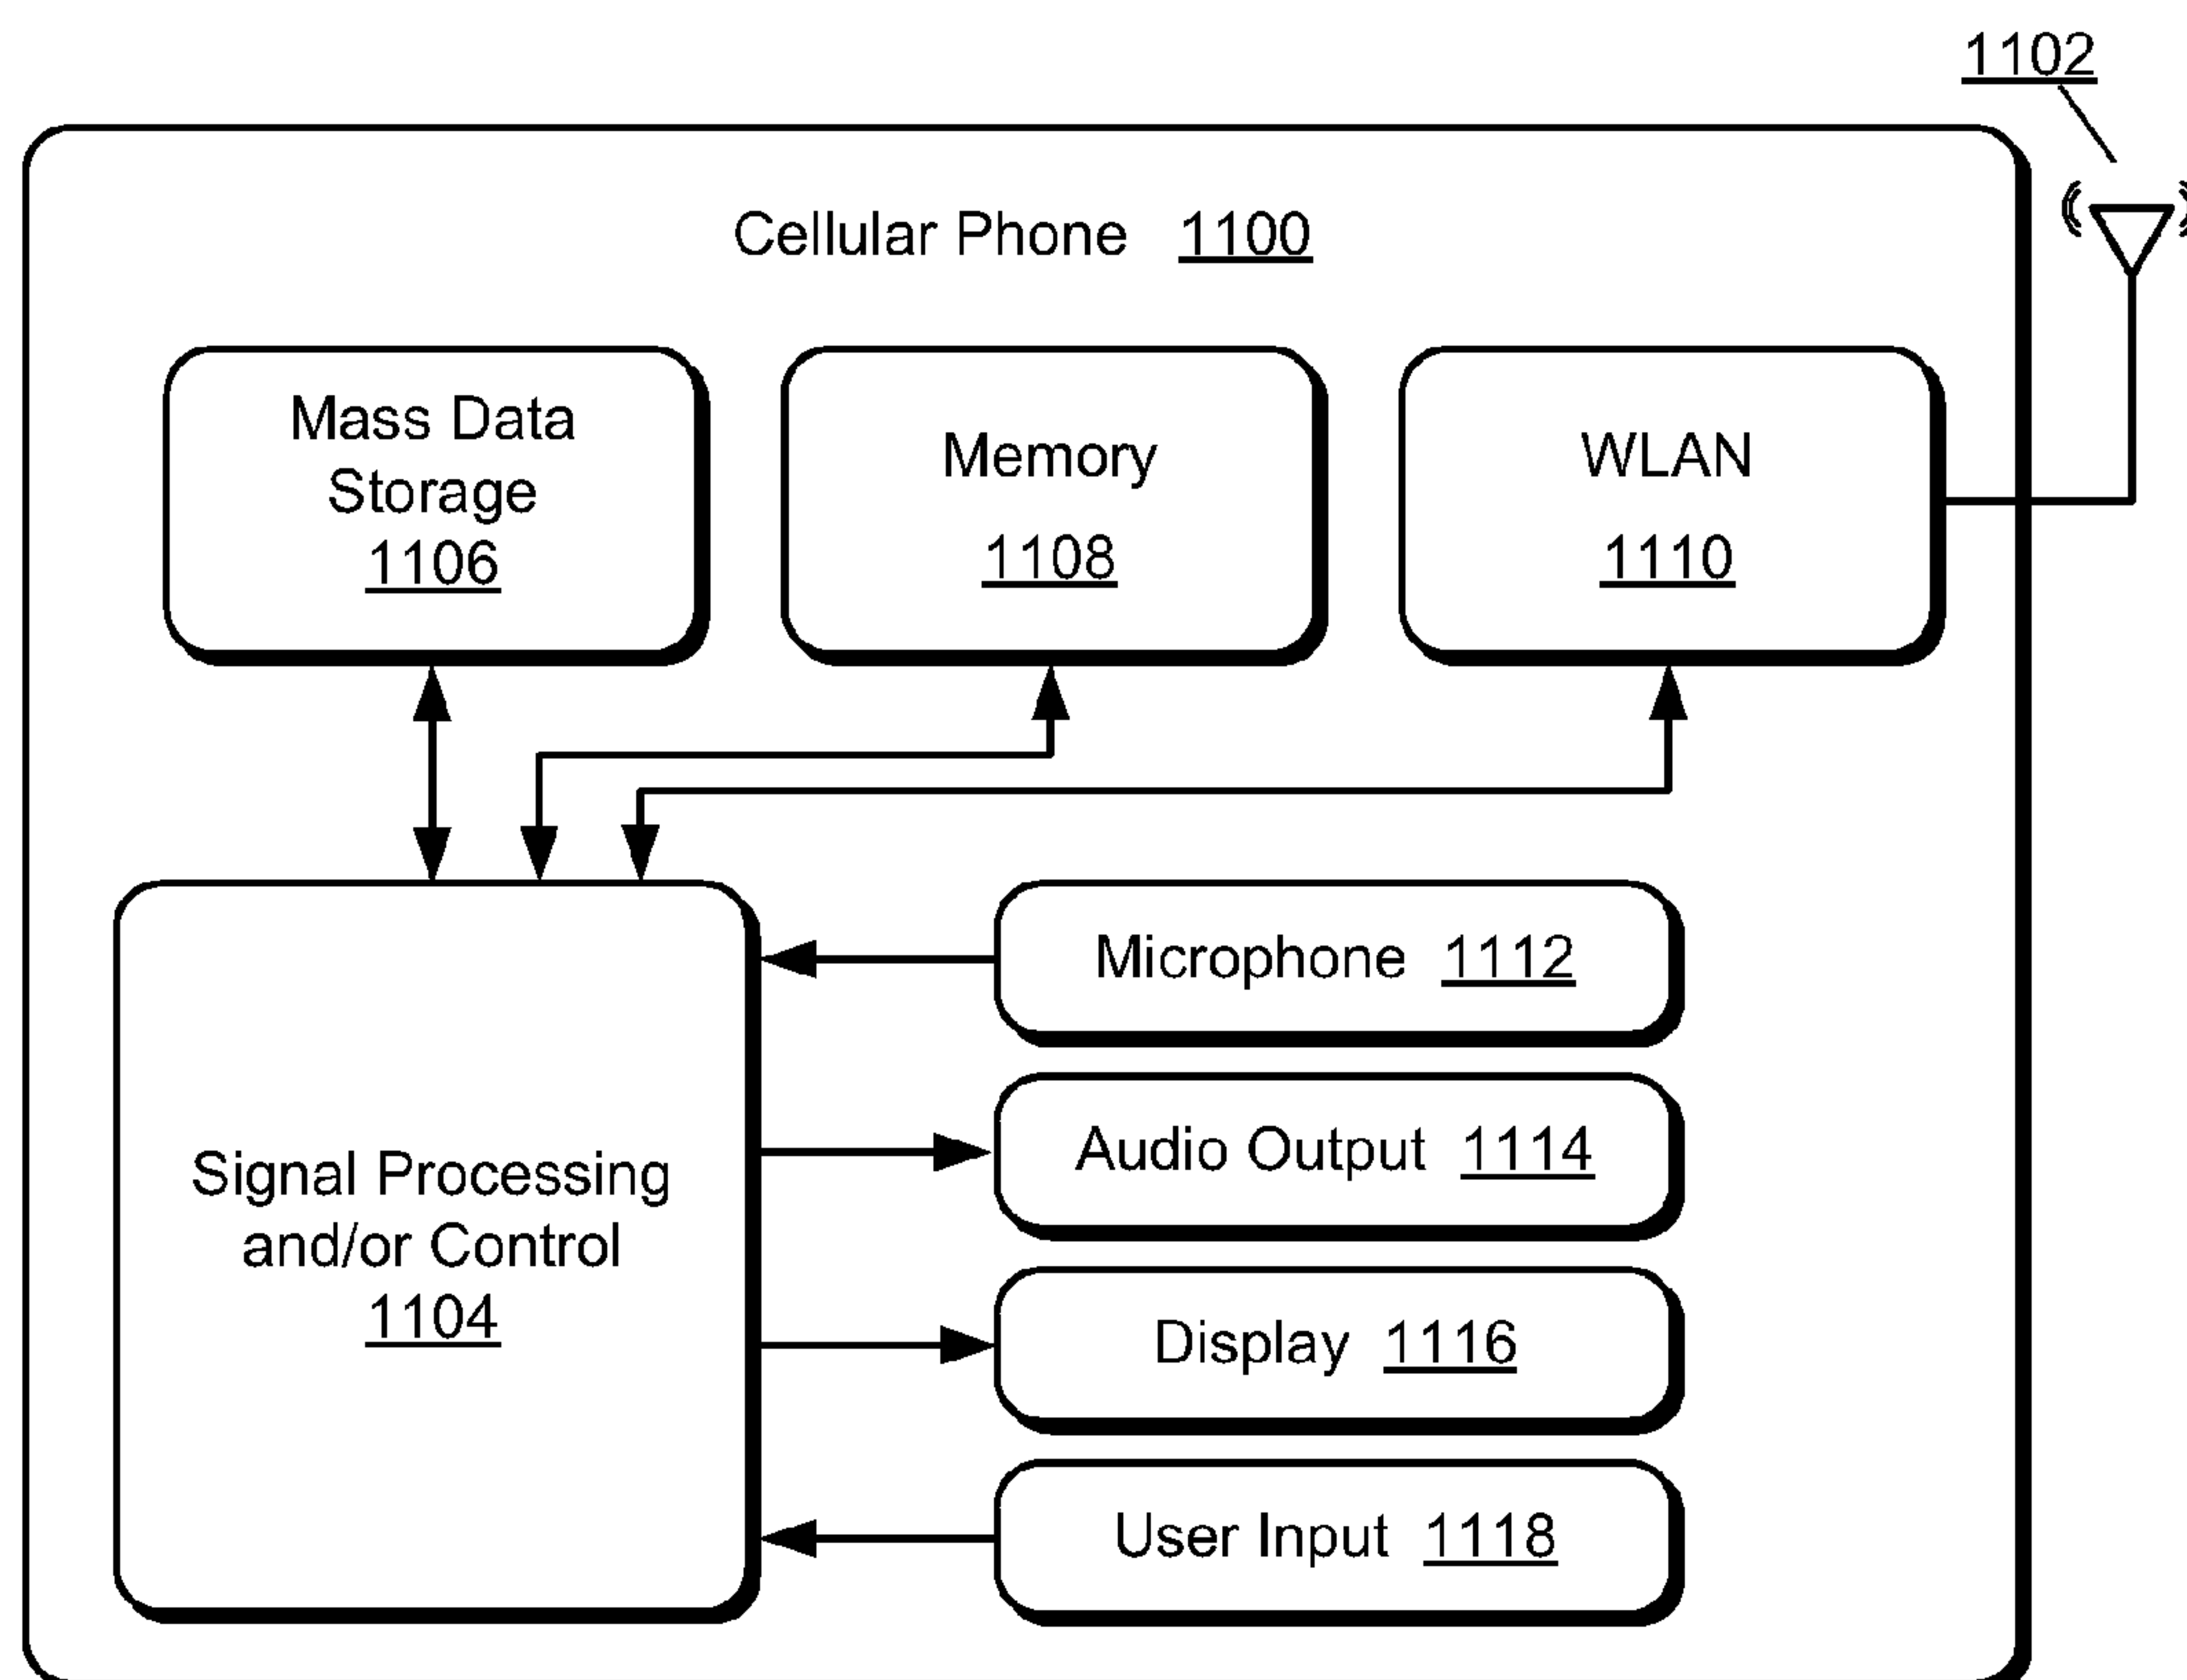 1102
Cellular Phone 1100
Mass Data
Storage
1106
Memory
1108
WLAN
1110
Microphone 1112
Audio Output 1114
Signal Processing
and/or Control
1104
Display 1116
User Input 1118